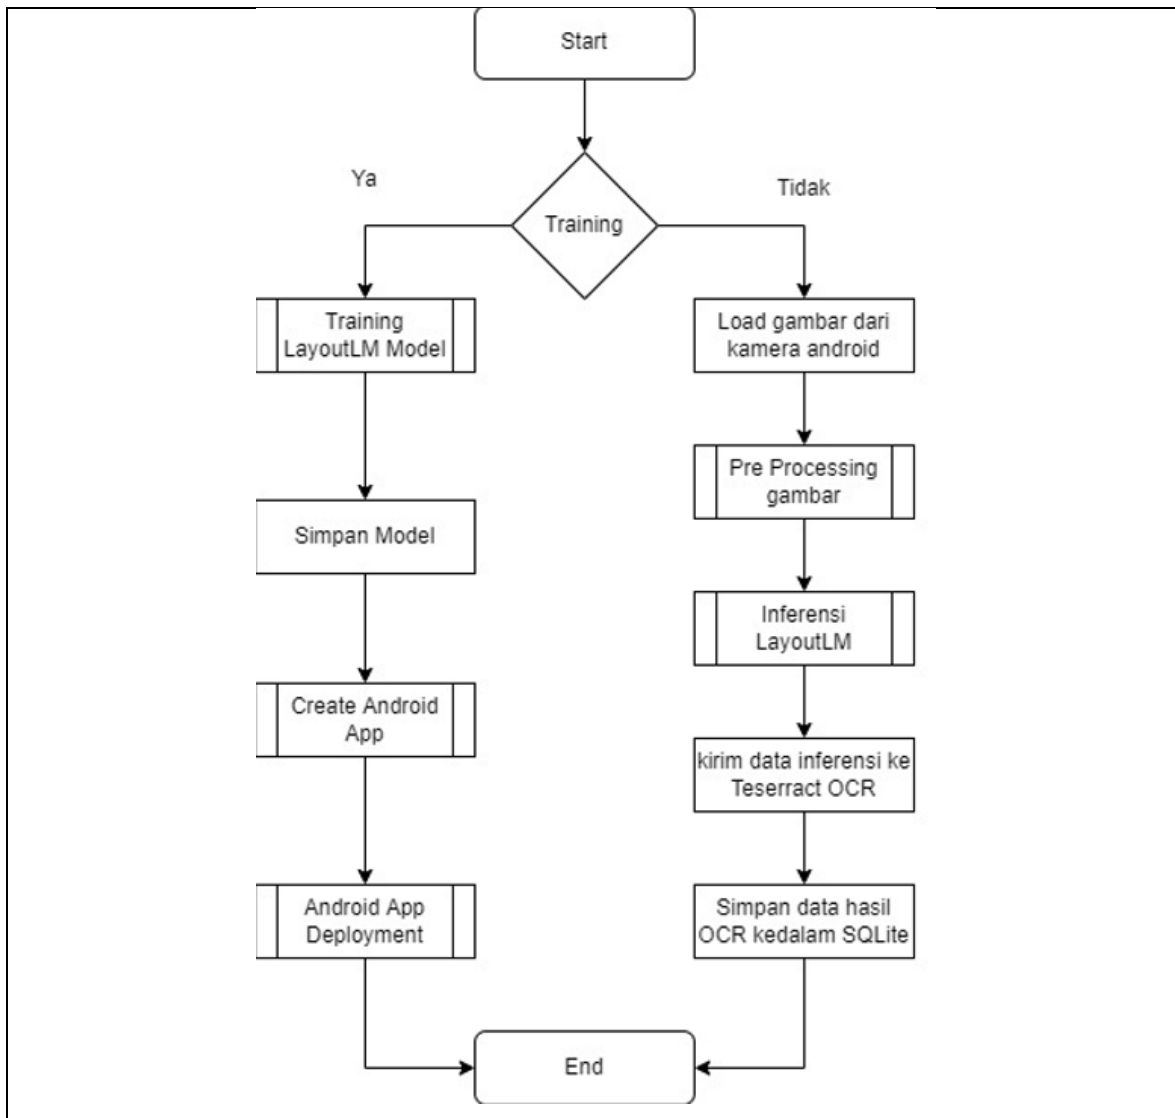 Start
Ya
Tidak
Training
Training
LayoutLM Model
Load gambar dari
kamera android
Pre Processing
gambar
Simpan Model
Inferensi
LayoutLM
Create Android
App
kirim data inferensi ke
Teserract OCR
Android App
Deployment
Simpan data hasil
OCR kedalam SQLite
End